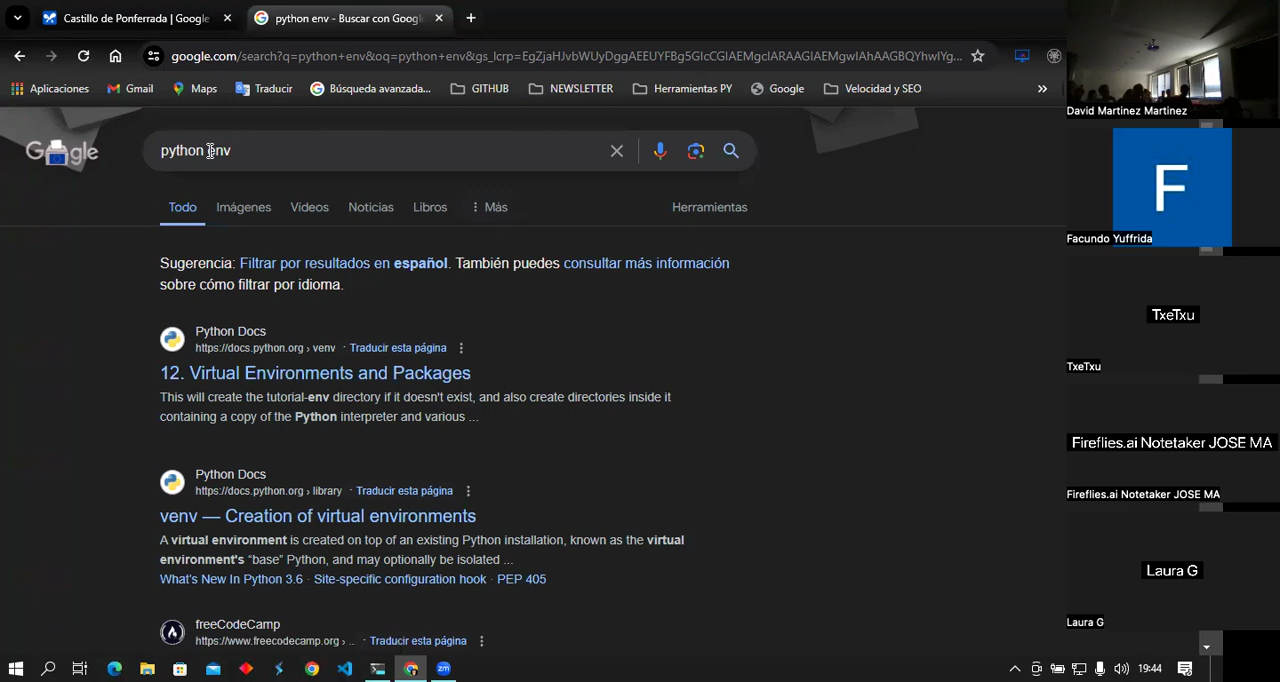 Castillo de Ponferrada | Google
python env - Buscar con Google
google.com/search?q=python+env&oq=python+env&gs_lcrp=EgZjaHJvbWUyDggAEEUYFBg5GIcCGIAEMgcIARAAGIAEMgwIAhAAGBQYhwIYg...
Aplicaciones
Gmail
Maps
Traducir
Búsqueda avanzada...
GITHUB
NEWSLETTER
Herramientas PY
Google
Velocidad y SEO
python env
Todo
Imágenes
Videos
Noticias
Libros
Más
Herramientas
Sugerencia: Filtrar por resultados en español. También puedes consultar más información
sobre cómo filtrar por idioma.
Python Docs
https://docs.python.org › venv · Traducir esta página
12. Virtual Environments and Packages
This will create the tutorial-env directory if it doesn't exist, and also create directories inside it
containing a copy of the Python interpreter and various ...
Python Docs
https://docs.python.org › library · Traducir esta página
venv — Creation of virtual environments
A virtual environment is created on top of an existing Python installation, known as the virtual
environment's “base” Python, and may optionally be isolated ...
What's New In Python 3.6 · Site-specific configuration hook · PEP 405
freeCodeCamp
https://www.freecodecamp.org › .. · Traducir esta página
David Martinez Martinez
F
Facundo Yuffrida
TxeTxu
TxeTxu
Fireflies.ai Notetaker JOSE MA
Fireflies.ai Notetaker JOSE MA
Laura G
Laura G
zm
19:44